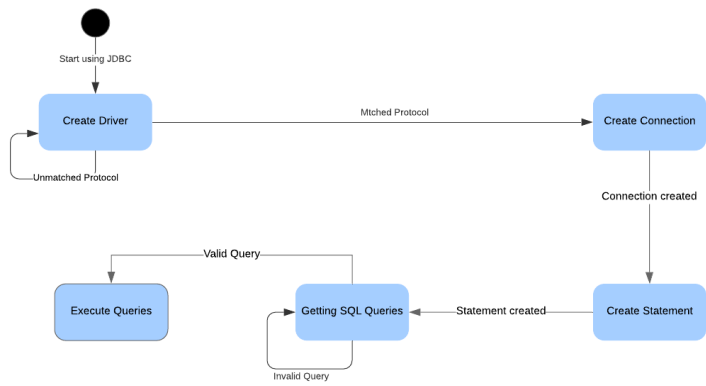 Start using JDBC
Create Driver
Mtched Protocol
Create Connection
Unmatched Protocol
Connection created
Valid Query
Execute Queries
Getting SQL Queries
Statement created
Create Statement
Invalid Query